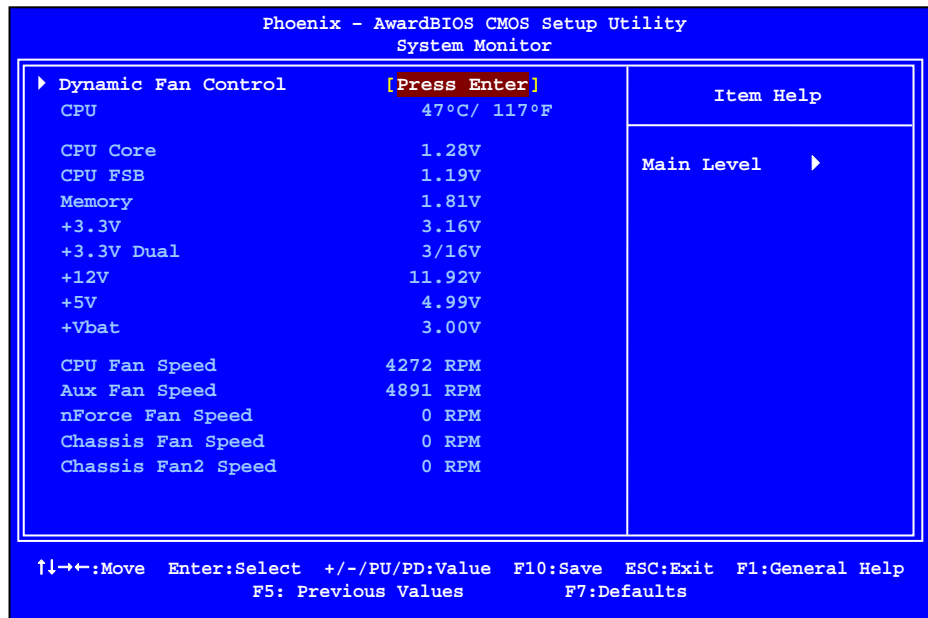 Phoenix – AwardBIOS CMOS Setup Utility
System Monitor
Dynamic Fan Control [Press Enter]
CPU 47°C/ 117°F
CPU Core 1.28V
CPU FSB 1.19V
Memory 1.81V
+3.3V 3.16V
+3.3V Dual 3/16V
+12V 11.92V
+5V 4.99V
+Vbat 3.00V
CPU Fan Speed 4272 RPM
Aux Fan Speed 4891 RPM
nForce Fan Speed 0 RPM
Chassis Fan Speed 0 RPM
Chassis Fan2 Speed 0 RPM
Item Help
Main Level
↑↓→←:Move Enter:Select +/-/PU/PD:Value F10:Save ESC:Exit F1:General Help
F5: Previous Values F7:Defaults